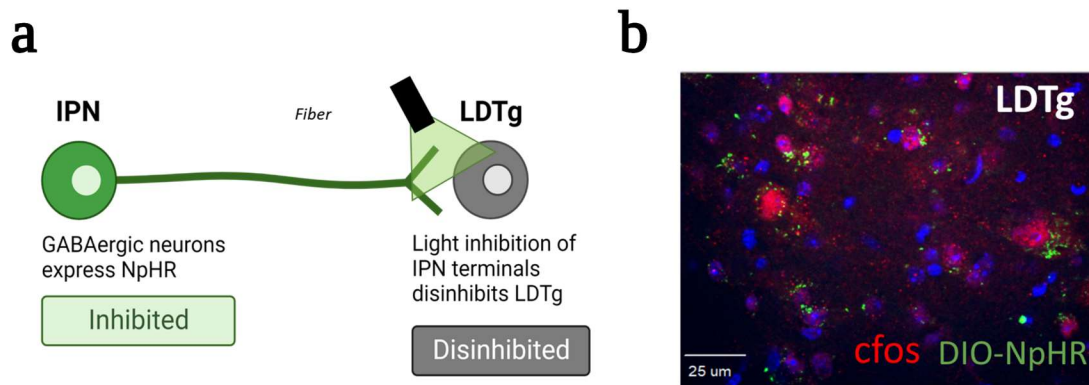 a
IPN
Fiber
LDTg
GABAergic neurons
express NpHR
Inhibited
Light inhibition of
IPN terminals
disinhibits LDTg
Disinhibited
b
LDTg
cfos DIO-NpHR
25 um